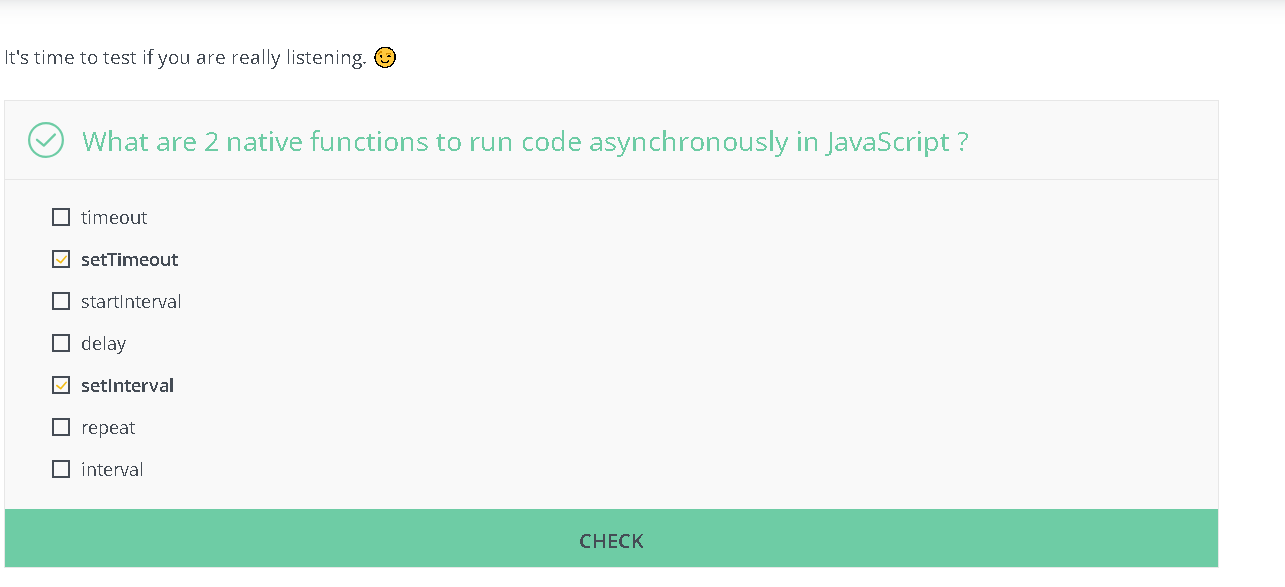 It's time to test if you are really listening. 😉
What are 2 native functions to run code asynchronously in JavaScript ?
timeout
setTimeout
startInterval
delay
setInterval
repeat
interval
CHECK